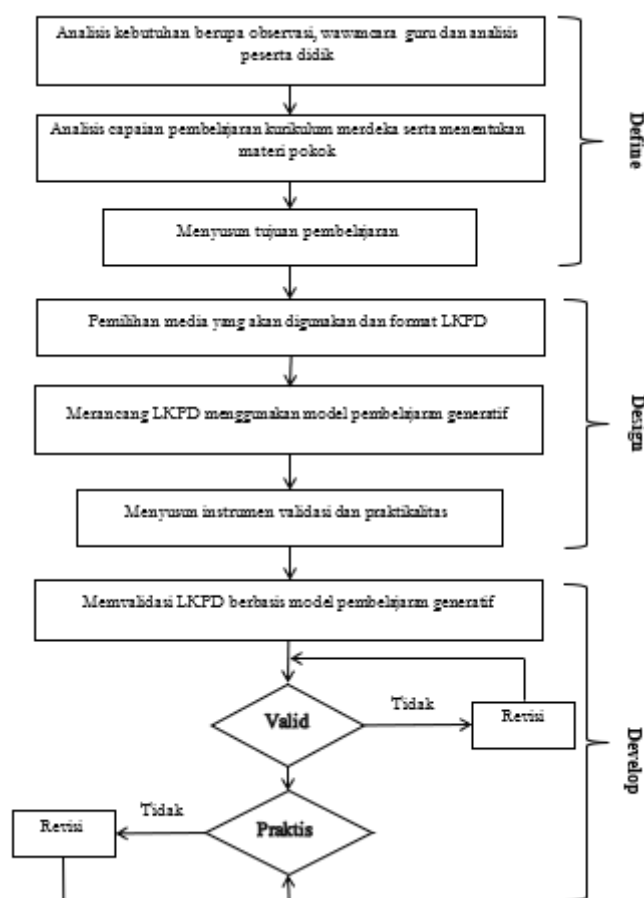 Analisis kebutuhan berupa observasi, wawancara guru dan analisis
peserta didik
Analisis capaian pembelajaran kurikulum merdeka serta menentukan
materi pokok
Menyusun tujuan pembelajaran
Define
Pemilihan media yang akan digunakan dan format LKPD
Merancang LKPD menggunakan model pembelajaran generatif
Menyusun instrumen validasi dan praktikalitas
Design
Memvalidasi LKPD berbasis model pembelajaran generatif
Valid
Tidak
Revisi
Praktis
Tidak
Revisi
Develop